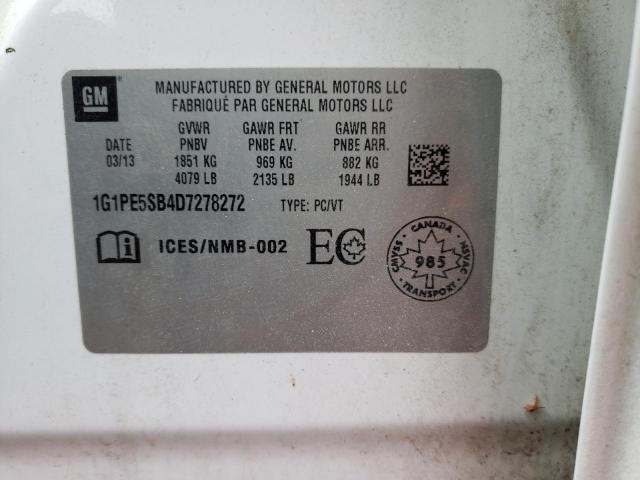 GM
MANUFACTURED BY GENERAL MOTORS LLC
FABRIQUÉ PAR GENERAL MOTORS LLC
GVWR GAWR FRT GAWR RR
DATE PNBV PNBE AV. PNBE ARR.
03/13 1851 KG 969 KG 882 KG
4079 LB 2135 LB 1944 LB
1G1PE5SB4D7278272 TYPE: PC/VT
ICES/NMB-002 EC
CANADA
CMVSS 985 NSVAC
TRANSPORT